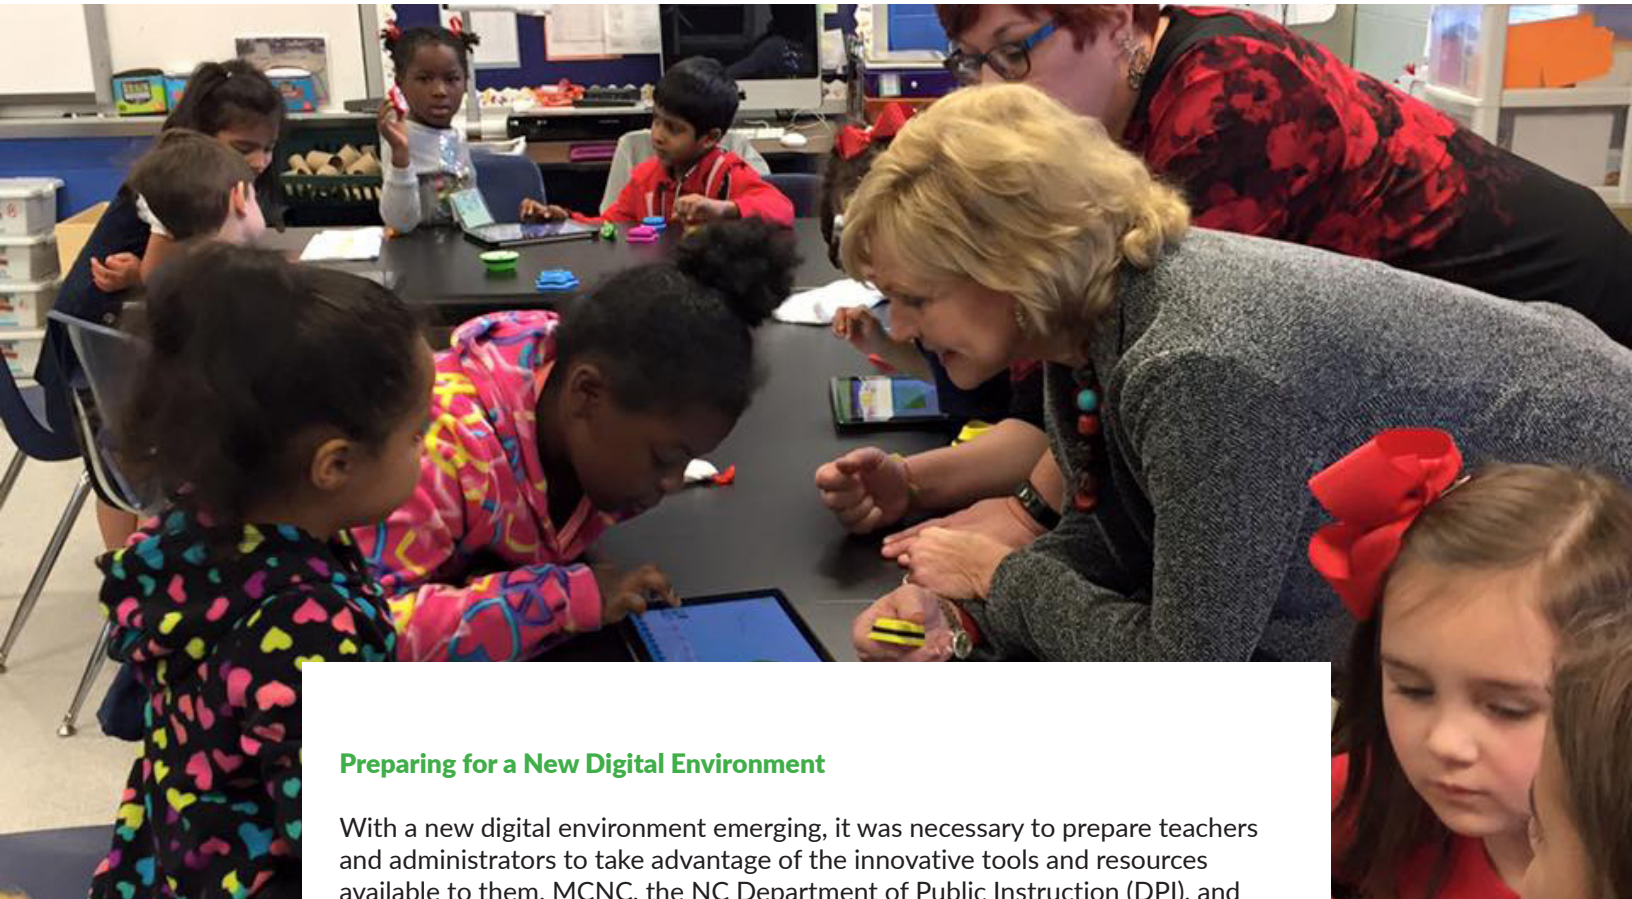 Preparing for a New Digital Environment
With a new digital environment emerging, it was necessary to prepare teachers
and administrators to take advantage of the innovative tools and resources
available to them. MCNC, the NC Department of Public Instruction (DPI), and